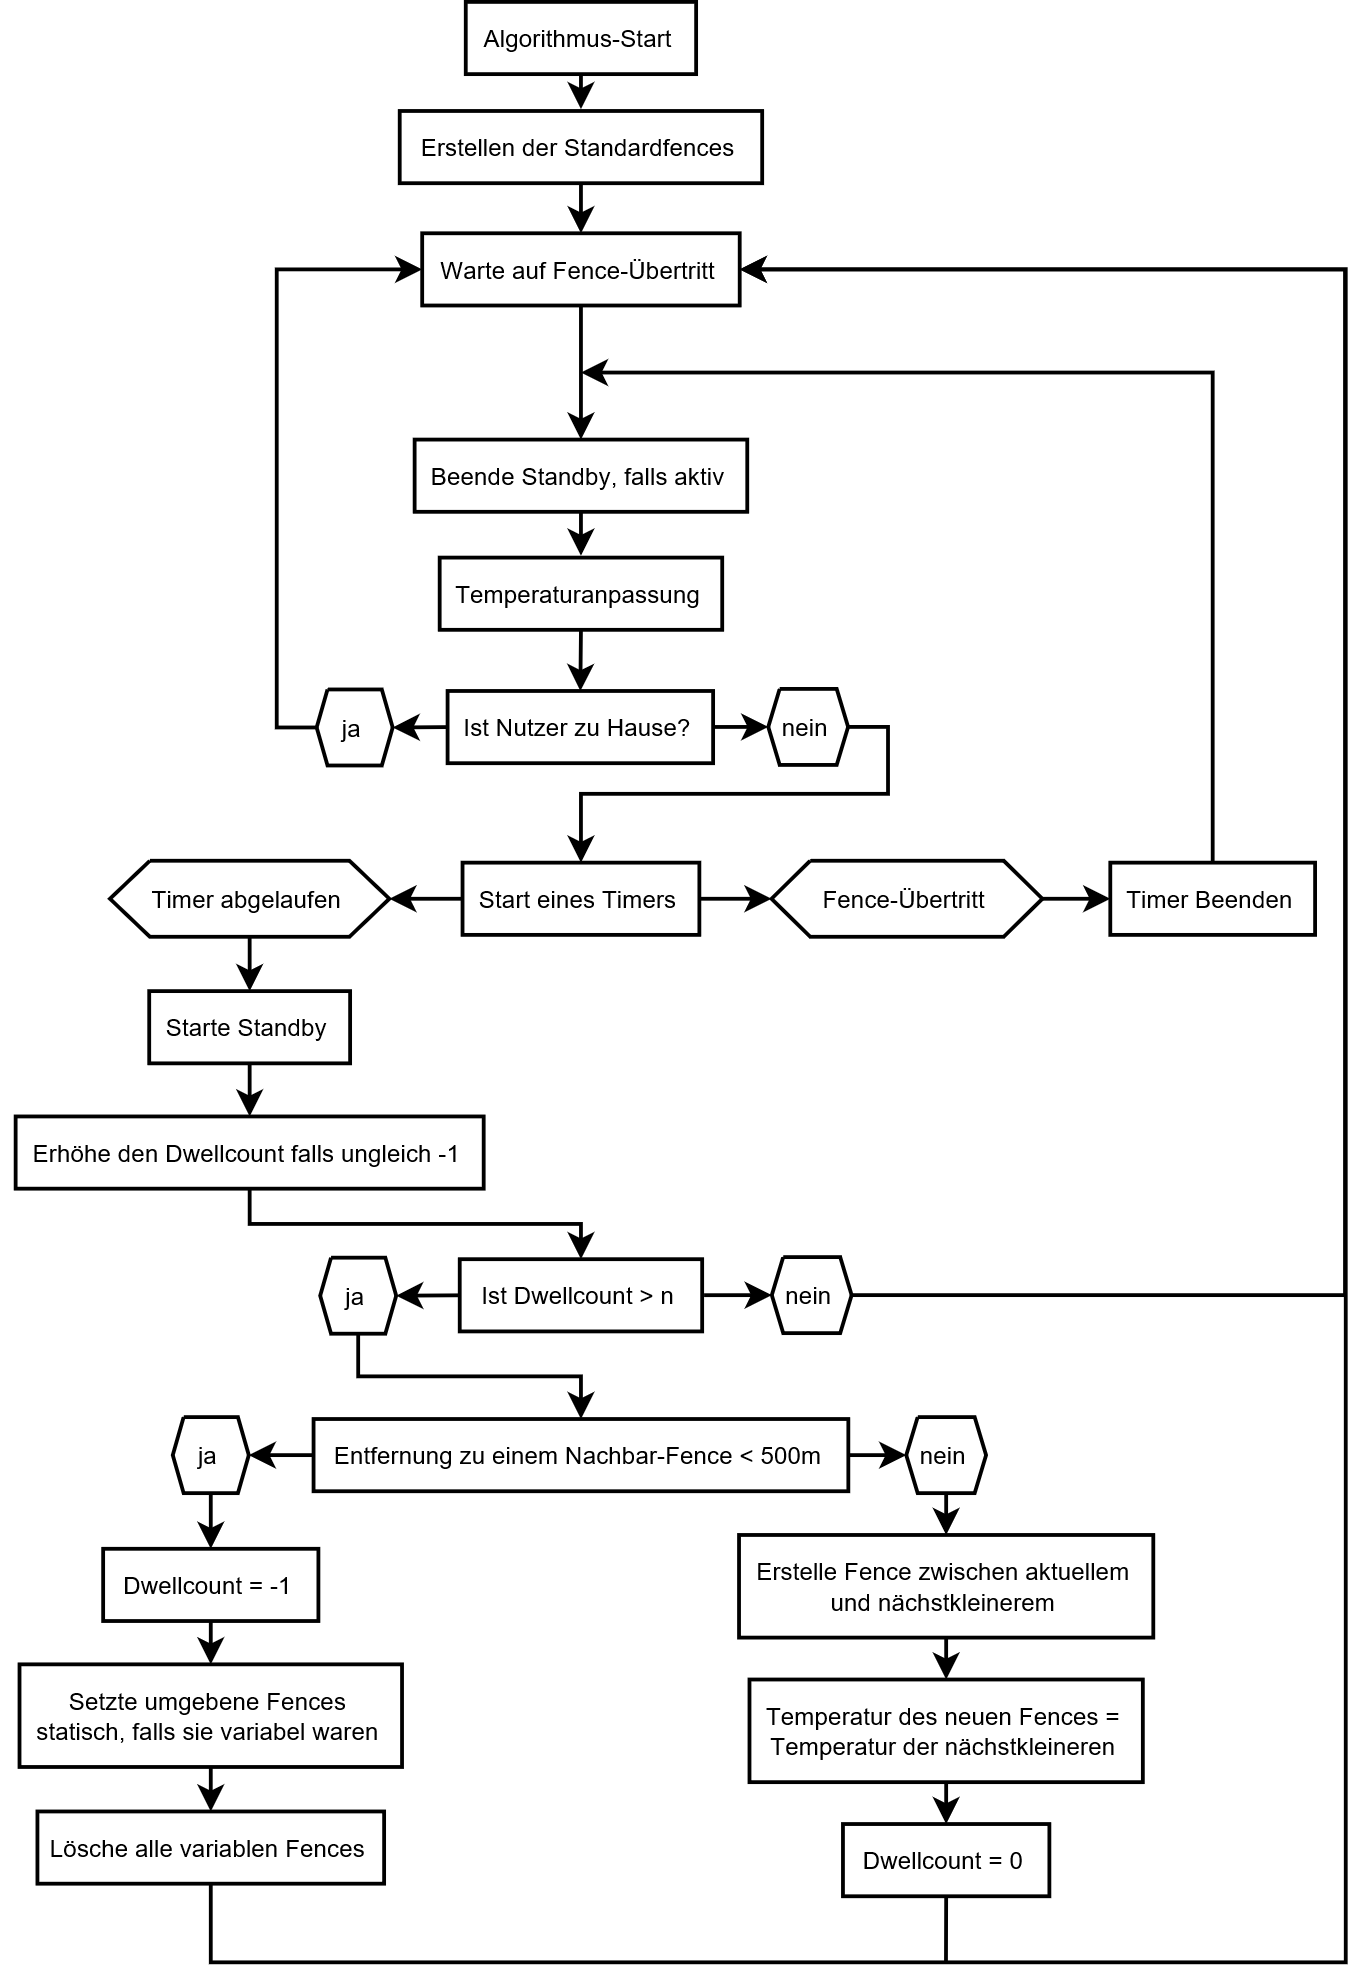 Algorithmus-Start
Erstellen der Standardfences
Warte auf Fence-Übertritt
Beende Standby, falls aktiv
Temperaturanpassung
ja
Ist Nutzer zu Hause?
nein
Timer abgelaufen
Start eines Timers
Fence-Übertritt
Timer Beenden
Starte Standby
Erhöhe den Dwellcount falls ungleich -1
ja
Ist Dwellcount > n
nein
ja
Entfernung zu einem Nachbar-Fence < 500m
nein
Dwellcount = -1
Setzte umgebene Fences
statisch, falls sie variabel waren
Lösche alle variablen Fences
Erstelle Fence zwischen aktuellem
und nächstkleinerem
Temperatur des neuen Fences =
Temperatur der nächstkleineren
Dwellcount = 0